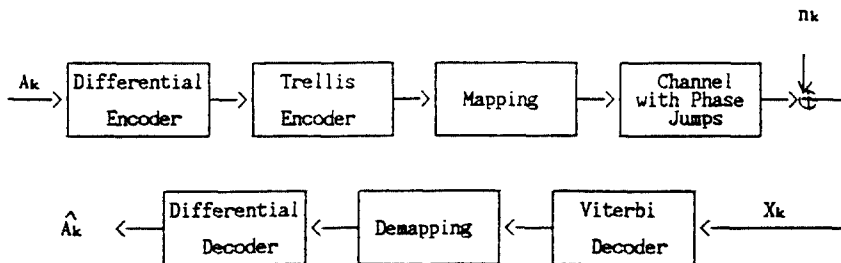 nk
Ak
Differential
Encoder
Trellis
Encoder
Mapping
Channel
with Phase
Jumps
Âk
Differential
Decoder
Demapping
Viterbi
Decoder
Xk